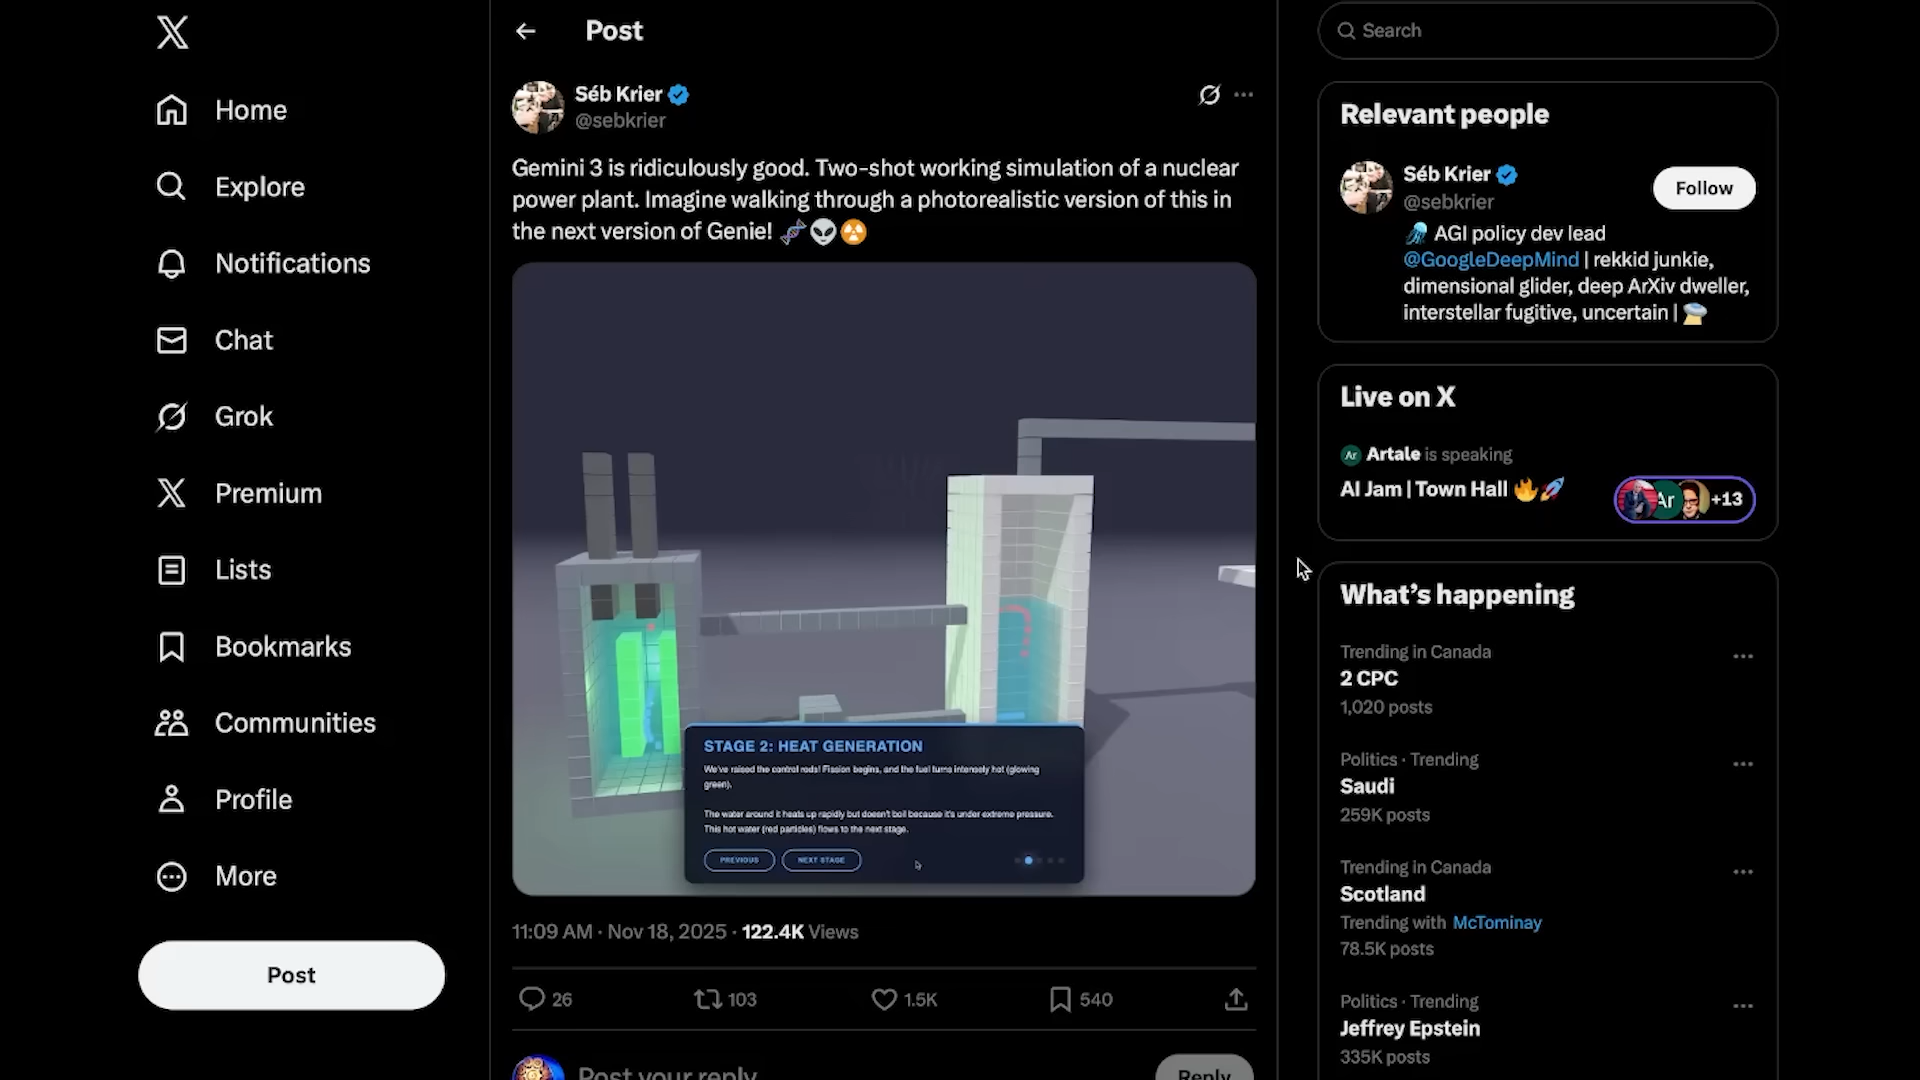 Home
Explore
Notifications
Chat
Grok
Premium
Lists
Bookmarks
Communities
Profile
More
Post
Post
Séb Krier
@sebkrier
Gemini 3 is ridiculously good. Two-shot working simulation of a nuclear
power plant. Imagine walking through a photorealistic version of this in
the next version of Genie! 🧬👽☢️
STAGE 2: HEAT GENERATION
We've raised the control rods! Fission begins, and the fuel turns intensely hot (glowing
green).
The water around it heats up rapidly but doesn't boil because it's under extreme pressure.
This hot water (red particles) flows to the next stage.
PREVIOUS
NEXT STAGE
11:09 AM · Nov 18, 2025 · 122.4K Views
26
103
1.5K
540
Post your reply
Reply
Search
Relevant people
Séb Krier
@sebkrier
Follow
AGI policy dev lead
@GoogleDeepMind | rekkid junkie,
dimensional glider, deep ArXiv dweller,
interstellar fugitive, uncertain |
Live on X
Ar Artale is speaking
AI Jam | Town Hall 🔥🚀
Ar
+13
What's happening
Trending in Canada
2 CPC
1,020 posts
Politics · Trending
Saudi
259K posts
Trending in Canada
Scotland
Trending with McTominay
78.5K posts
Politics · Trending
Jeffrey Epstein
335K posts